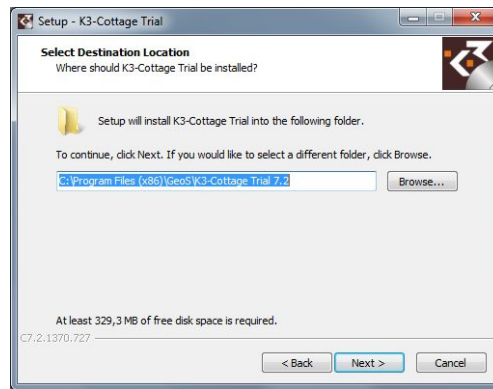 Setup - K3-Cottage Trial
Select Destination Location
Where should K3-Cottage Trial be installed?
Setup will install K3-Cottage Trial into the following folder.
To continue, click Next. If you would like to select a different folder, click Browse.
C:\Program Files (x86)\GeoS\K3-Cottage Trial 7.2
Browse...
At least 329,3 MB of free disk space is required.
C7.2.1370.727
< Back
Next >
Cancel